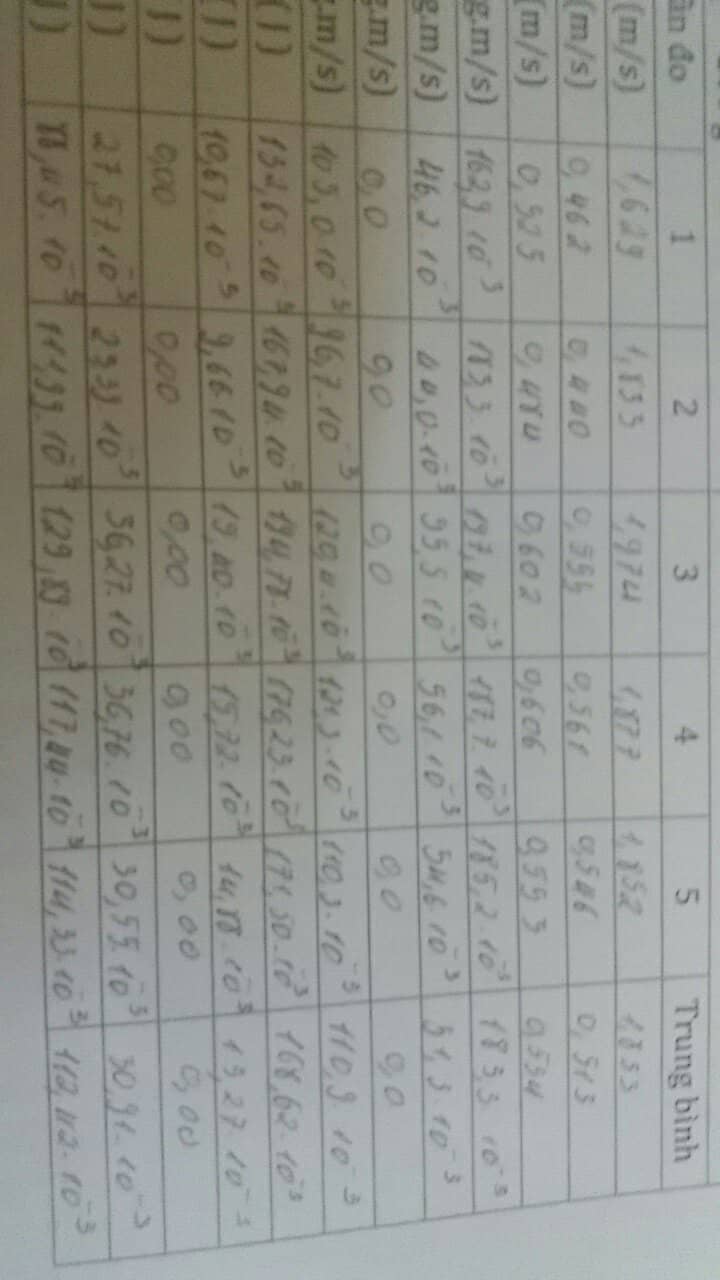 ần đo 1 2 3 4 5 Trung bình
(m/s) 1,629 1,833 1,974 1,877 1,852 1,833
(m/s) 0,462 0,440 0,555 0,561 0,546 0,513
(m/s) 0,525 0,484 0,602 0,606 0,553 0,554
g.m/s) 162,9.10⁻³ 183,3.10⁻³ 197,4.10⁻³ 187,7.10⁻³ 185,2.10⁻³ 183,3 10⁻³
g.m/s) 46,2.10⁻³ 44,0.10⁻³ 55,5 10⁻³ 56,1 10⁻³ 54,6.10⁻³ 51,3.10⁻³
g.m/s) 0,0 0,0 0,0 0,0 0,0 0,0
.m/s) 105,0.10⁻³ 96,7.10⁻³ 120,4.10⁻³ 121,3.10⁻³ 110,3.10⁻³ 110,9.10⁻³
(J) 132,65.10⁻³ 167,94.10⁻³ 194,78.10⁻³ 176,23.10⁻³ 171,50.10⁻³ 168,62.10⁻³
(J) 10,67.10⁻³ 9,66.10⁻³ 15,40.10⁻³ 15,72.10⁻³ 14,88.10⁻³ 13,27.10⁻³
J) 0,00 0,00 0,00 0,00 0,00 0,00
J) 27,57.10⁻³ 23,39.10⁻³ 36,27.10⁻³ 36,76.10⁻³ 30,55.10⁻³ 30,91.10⁻³
J) 88,45.10⁻³ 111,99.10⁻³ 129,89.10⁻³ 117,44.10⁻³ 114,33.10⁻³ 112,42.10⁻³